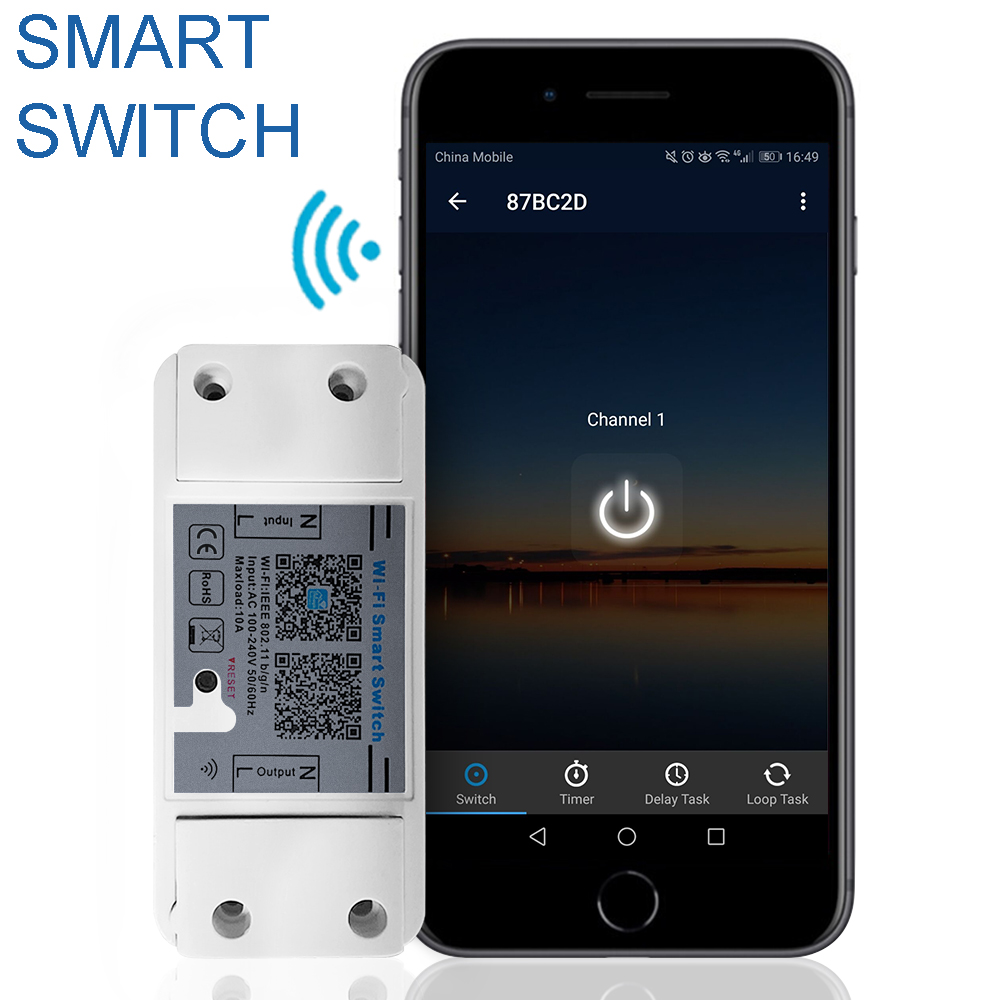 SMART
SWITCH
China Mobile
50
16:49
87BC2D
Channel 1
Switch
Timer
Delay Task
Loop Task
N Input L
Wi-Fi Smart Switch
WI-FI:IEEE 802.11 b/g/n
Input:AC 100-240V 50/60Hz
Maxload:10A
CE
RoHS
▼RESET
L Output N